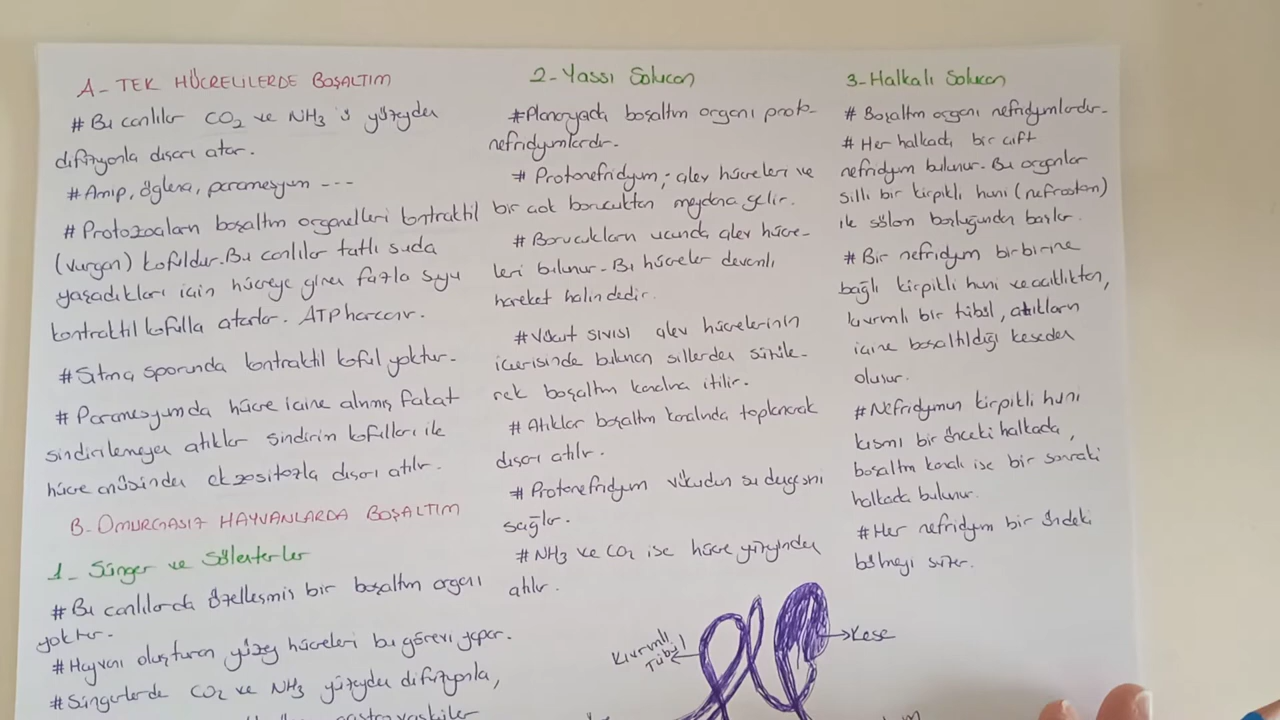 A- TEK HÜCRELİLERDE BOŞALTIM
# Bu canlılar CO2 ve NH3 'ü yüzeyden
difüzyonla dışarı atar.
# Amip, öglena, paramesyum ---
# Protozoaların boşaltım organelleri kontraktil
(vurgan) kofuldur. Bu canlılar tatlı suda
yaşadıkları için hücreye giren fazla suyu
kontraktil kofulla atarlar. ATP harcanır.
# Sıtma sporunda kontraktil koful yoktur.
# Paramesyumda hücre içine alınmış fakat
sindirilemeyen atıklar sindirim kofulları ile
hücre anüsünden ekzositozla dışarı atılır.
B- OMURGASIZ HAYVANLARDA BOŞALTIM
1- Sünger ve Sölenterler
# Bu canlılarda özelleşmiş bir boşaltım organı
yoktur.
# Hayvanı oluşturan yüzey hücreleri bu görevi yapar.
# Süngerlerde CO2 ve NH3 yüzeyden difüzyonla,
gastrovasküler
2- Yassı Solucan
# Planaryada boşaltım organı proto-
nefridyumlardır.
# Protonefridyum; alev hücreleri ve
bir çok borucuktan meydana gelir.
# Borucukların ucunda alev hücre-
leri bulunur. Bu hücreler devamlı
hareket halindedir.
# Vücut sıvısı alev hücrelerinin
içerisinde bulunan sillerden süzüle-
rek boşaltım kanalına itilir.
# Atıklar boşaltım kanalında toplanarak
dışarı atılır.
# Protonefridyum vücudun su dengesini
sağlar.
# NH3 ve CO2 ise hücre yüzeyinden
atılır.
3- Halkalı Solucan
# Boşaltım organı nefridyumlardır.
# Her halkada bir çift
nefridyum bulunur. Bu organlar
silli bir kirpikli huni (nefrostom)
ile sölom boşluğundan başlar.
# Bir nefridyum birbirine
bağlı kirpikli huni ve açıklıktan,
kıvrımlı bir tübül, atıkların
içine boşaltıldığı keseden
oluşur.
# Nefridyumun kirpikli huni
kısmı bir önceki halkada,
boşaltım kanalı ise bir sonraki
halkada bulunur.
# Her nefridyum bir öndeki
bölmeyi süzer.
Kıvrımlı
Tübül
Kese